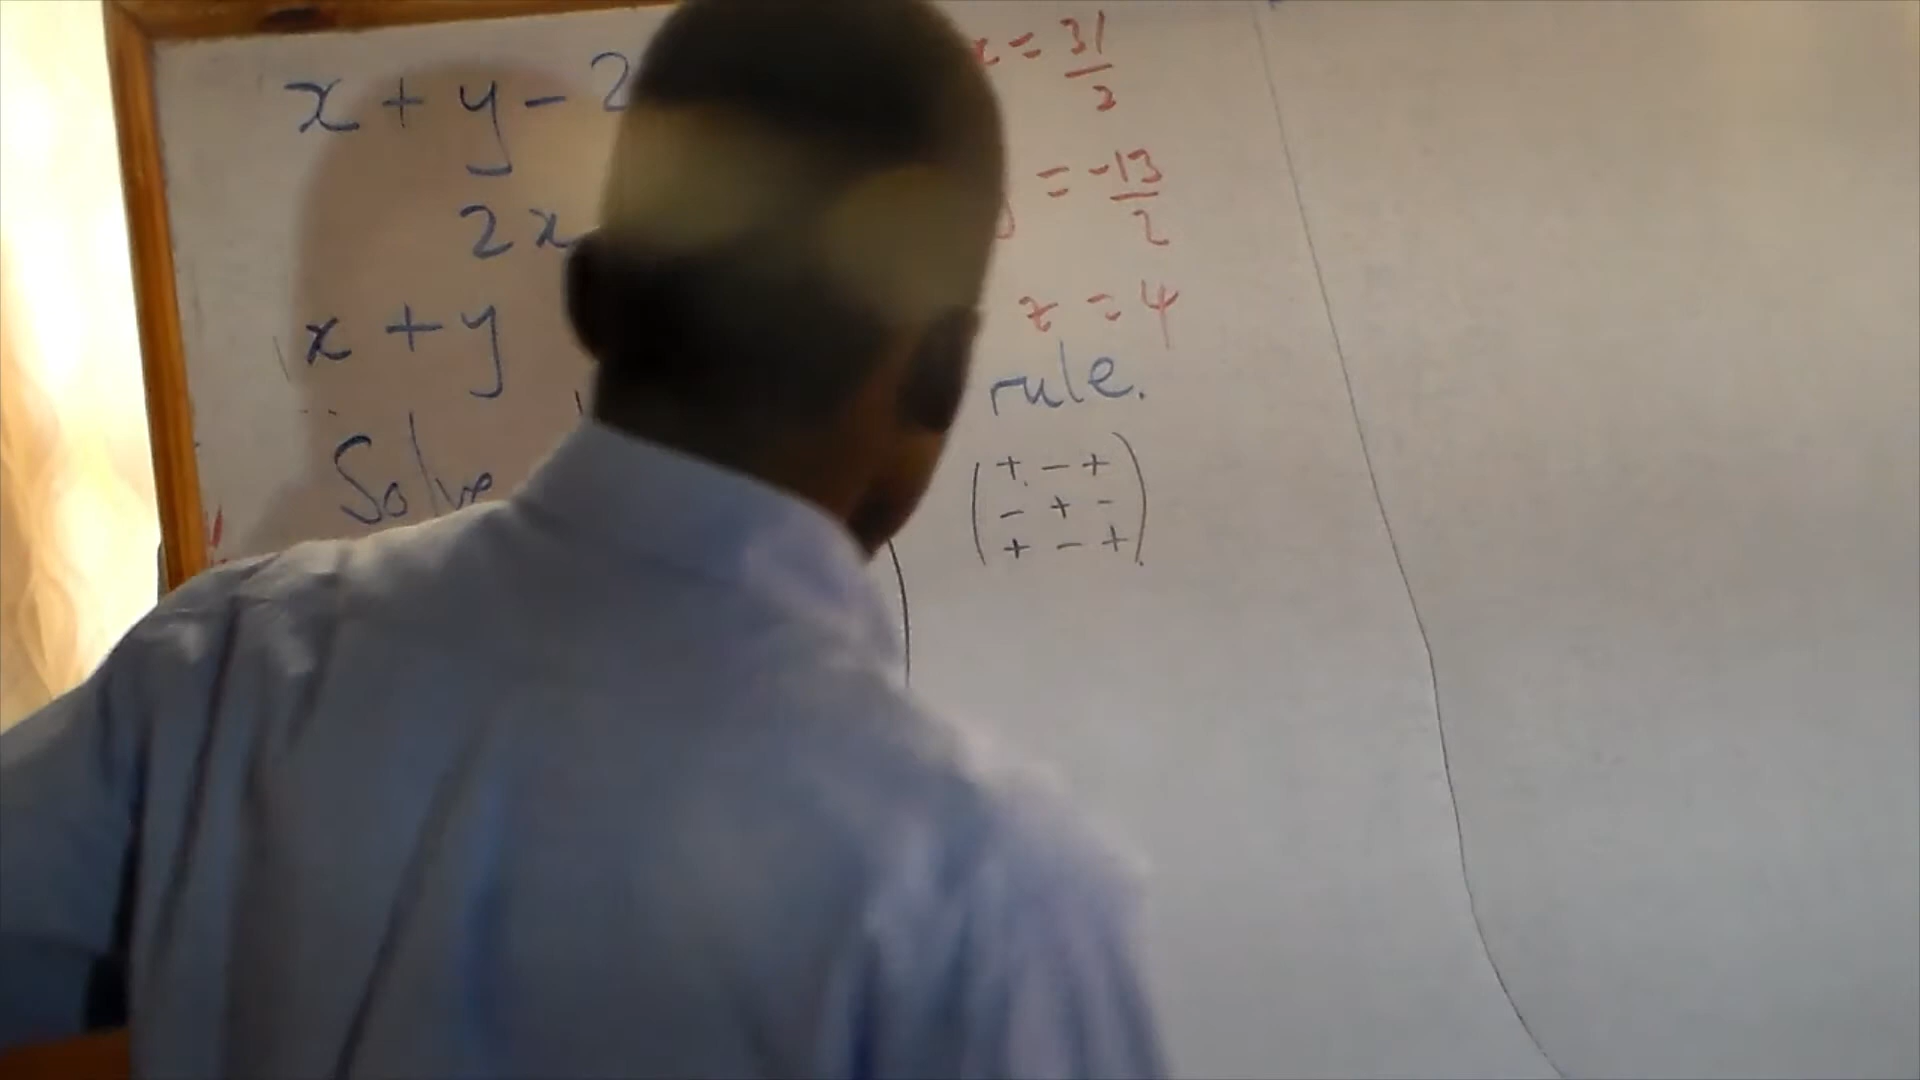 x + y - 2
x = 31/2
2x
= -13/2
x + y
z = 4
rule.
Solve
+ - +
- + -
+ - +